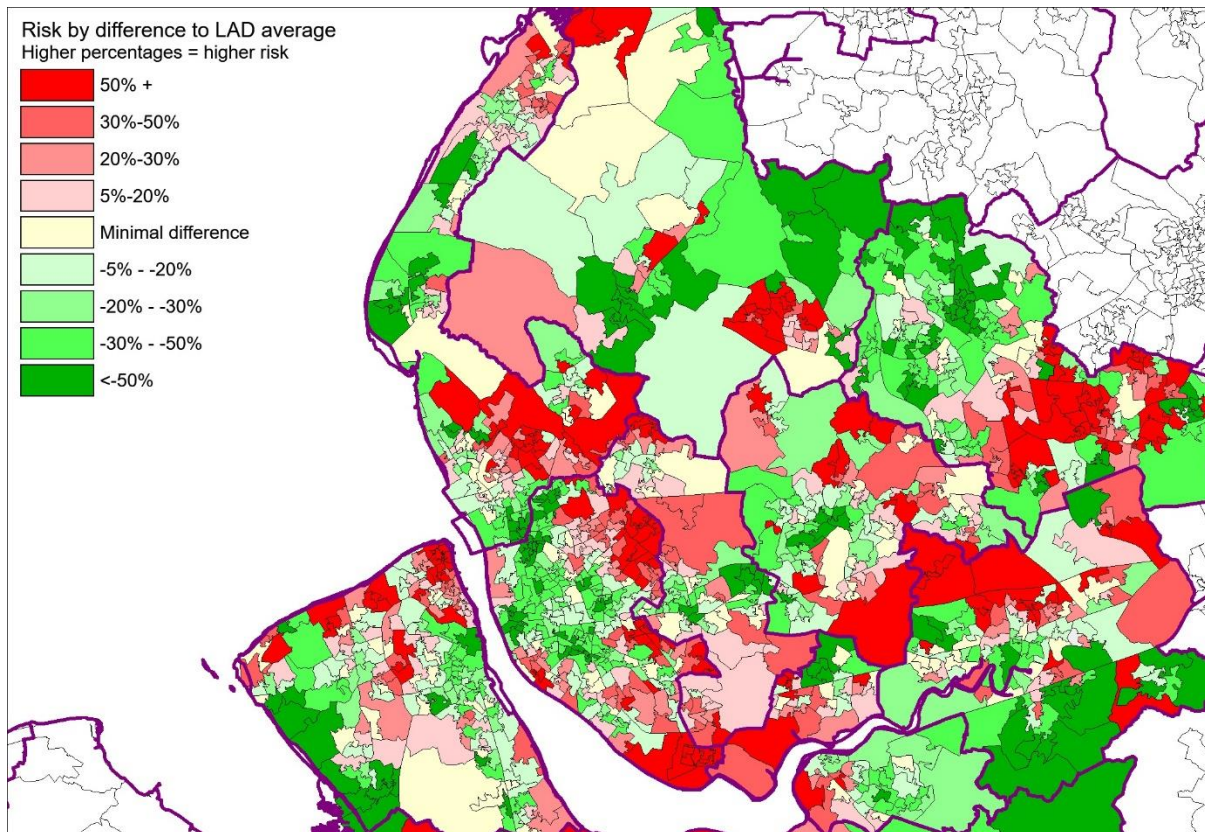 Risk by difference to LAD average
Higher percentages = higher risk
50% +
30%-50%
20%-30%
5%-20%
Minimal difference
-5% - -20%
-20% - -30%
-30% - -50%
<-50%